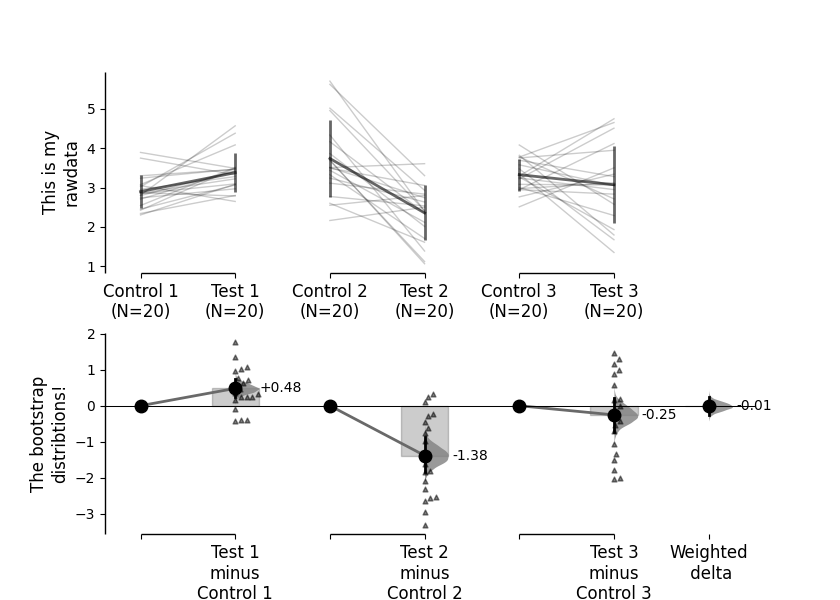 This is my
rawdata
5
4
3
2
1
Control 1
(N=20)
Test 1
(N=20)
Control 2
(N=20)
Test 2
(N=20)
Control 3
(N=20)
Test 3
(N=20)
The bootstrap
distribtions!
2
1
0
−1
−2
−3
+0.48
-1.38
-0.25
-0.01
Test 1
minus
Control 1
Test 2
minus
Control 2
Test 3
minus
Control 3
Weighted
delta